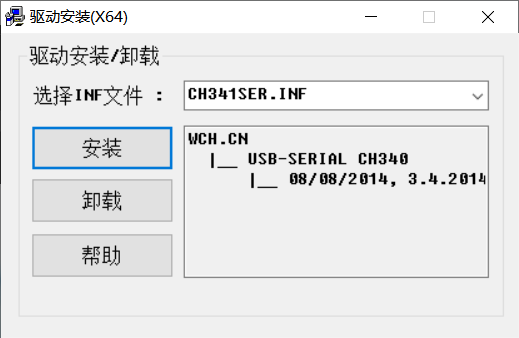 驱动安装(X64)
驱动安装/卸载
选择INF文件 :
CH341SER.INF
安装
卸载
帮助
WCH.CN
|__ USB-SERIAL CH340
|__ 08/08/2014, 3.4.2014